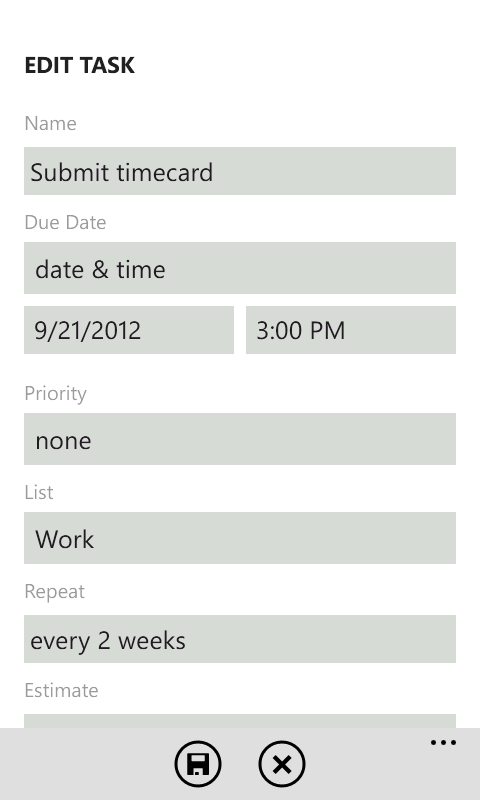 EDIT TASK
Name
Submit timecard
Due Date
date & time
9/21/2012 3:00 PM
Priority
none
List
Work
Repeat
every 2 weeks
Estimate